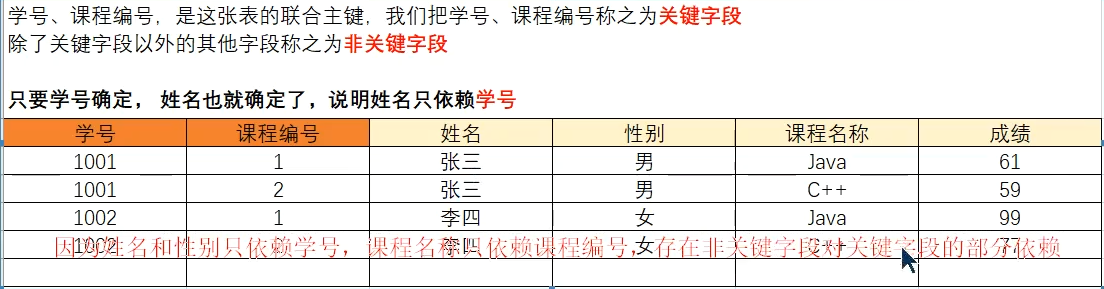 学号、课程编号，是这张表的联合主键，我们把学号、课程编号称之为关键字段
除了关键字段以外的其他字段称之为非关键字段
只要学号确定， 姓名也就确定了，说明姓名只依赖学号
学号 课程编号 姓名 性别 课程名称 成绩
1001 1 张三 男 Java 61
1001 2 张三 男 C++ 59
1002 1 李四 女 Java 99
1002 李四 女 C++ 77
因为姓名和性别只依赖学号，课程名称只依赖课程编号，存在非关键字段对关键字段的部分依赖